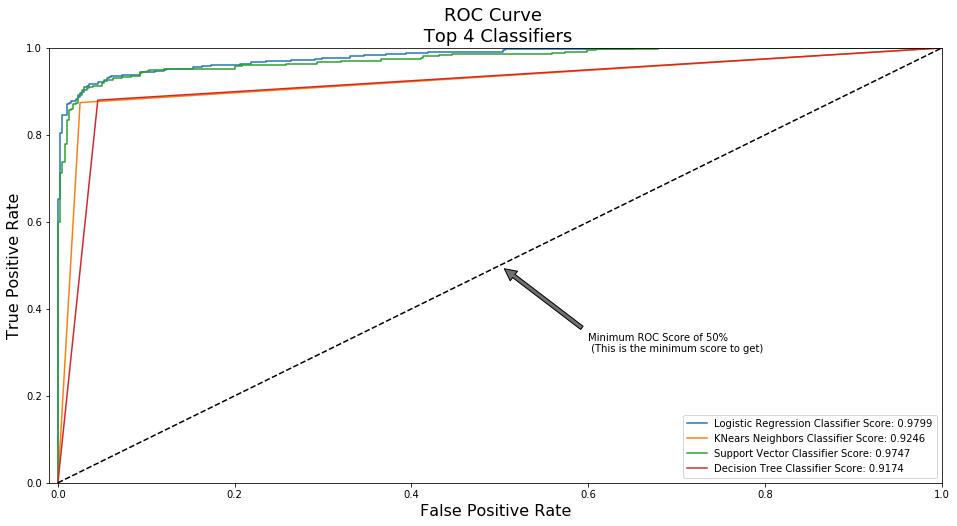 ROC Curve
Top 4 Classifiers
1.0
0.8
0.6
0.4
0.2
0.0
True Positive Rate
Minimum ROC Score of 50%
(This is the minimum score to get)
Logistic Regression Classifier Score: 0.9799
KNears Neighbors Classifier Score: 0.9246
Support Vector Classifier Score: 0.9747
Decision Tree Classifier Score: 0.9174
0.0 0.2 0.4 0.6 0.8 1.0
False Positive Rate